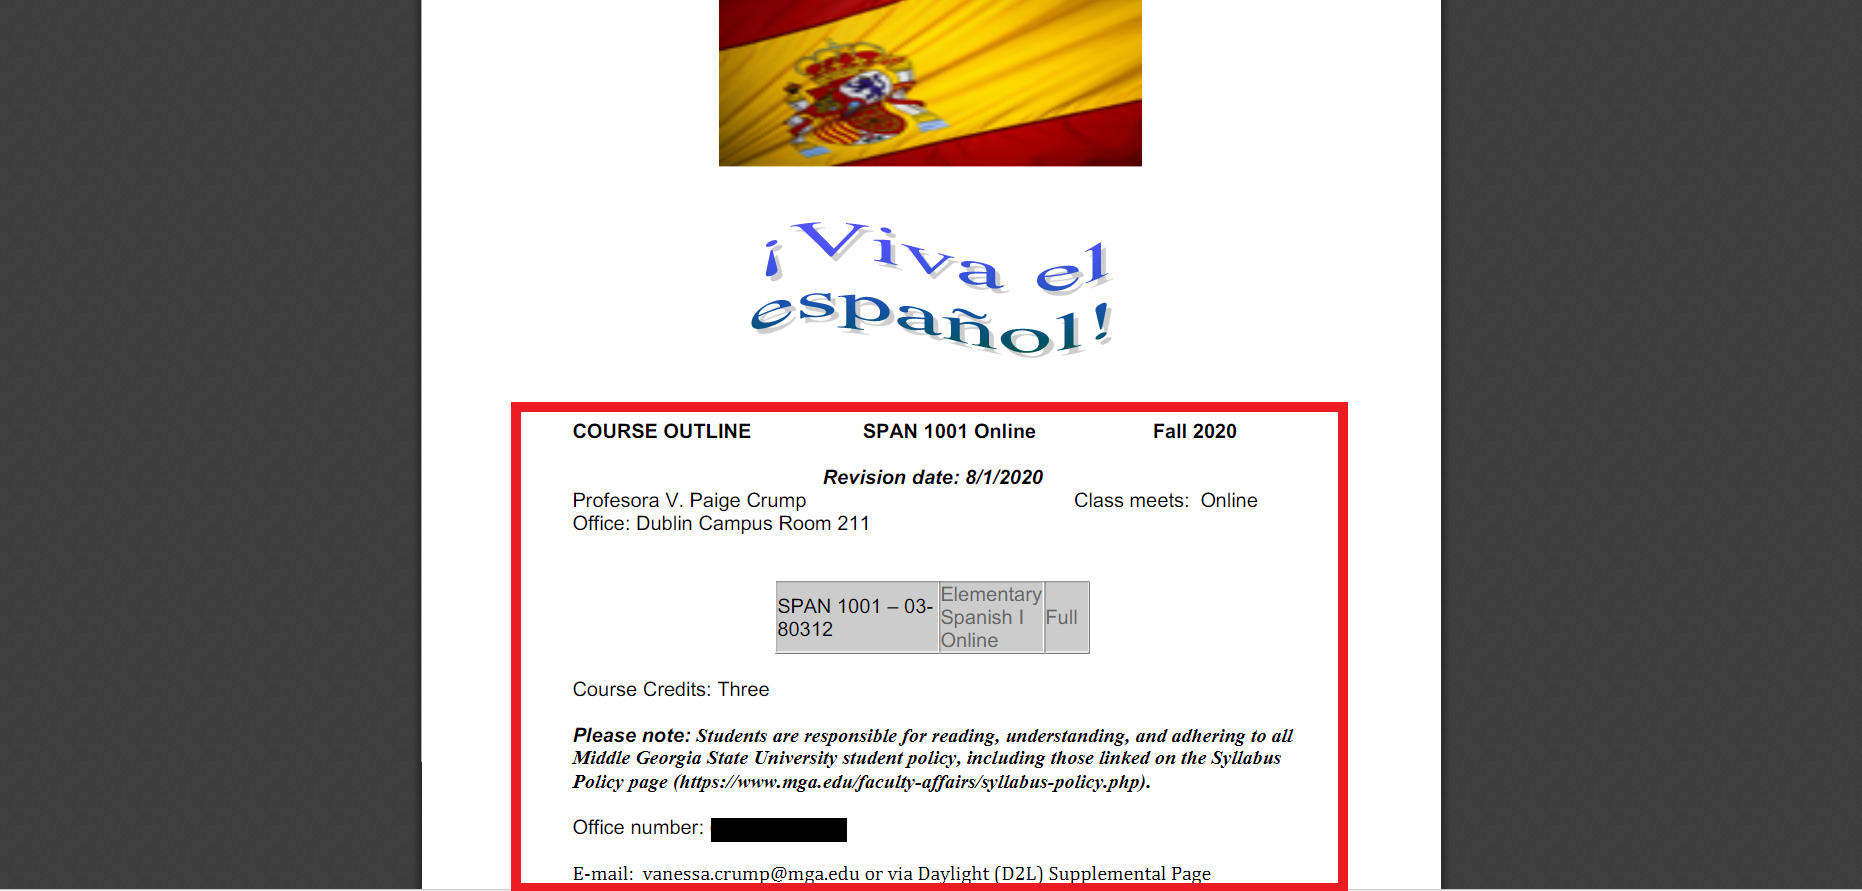 ¡Viva el
español!
COURSE OUTLINE SPAN 1001 Online Fall 2020
Revision date: 8/1/2020
Profesora V. Paige Crump Class meets: Online
Office: Dublin Campus Room 211
SPAN 1001 – 03-80312 Elementary Spanish I Online Full
Course Credits: Three
Please note: Students are responsible for reading, understanding, and adhering to all
Middle Georgia State University student policy, including those linked on the Syllabus
Policy page (https://www.mga.edu/faculty-affairs/syllabus-policy.php).
Office number:
E-mail: vanessa.crump@mga.edu or via Daylight (D2L) Supplemental Page